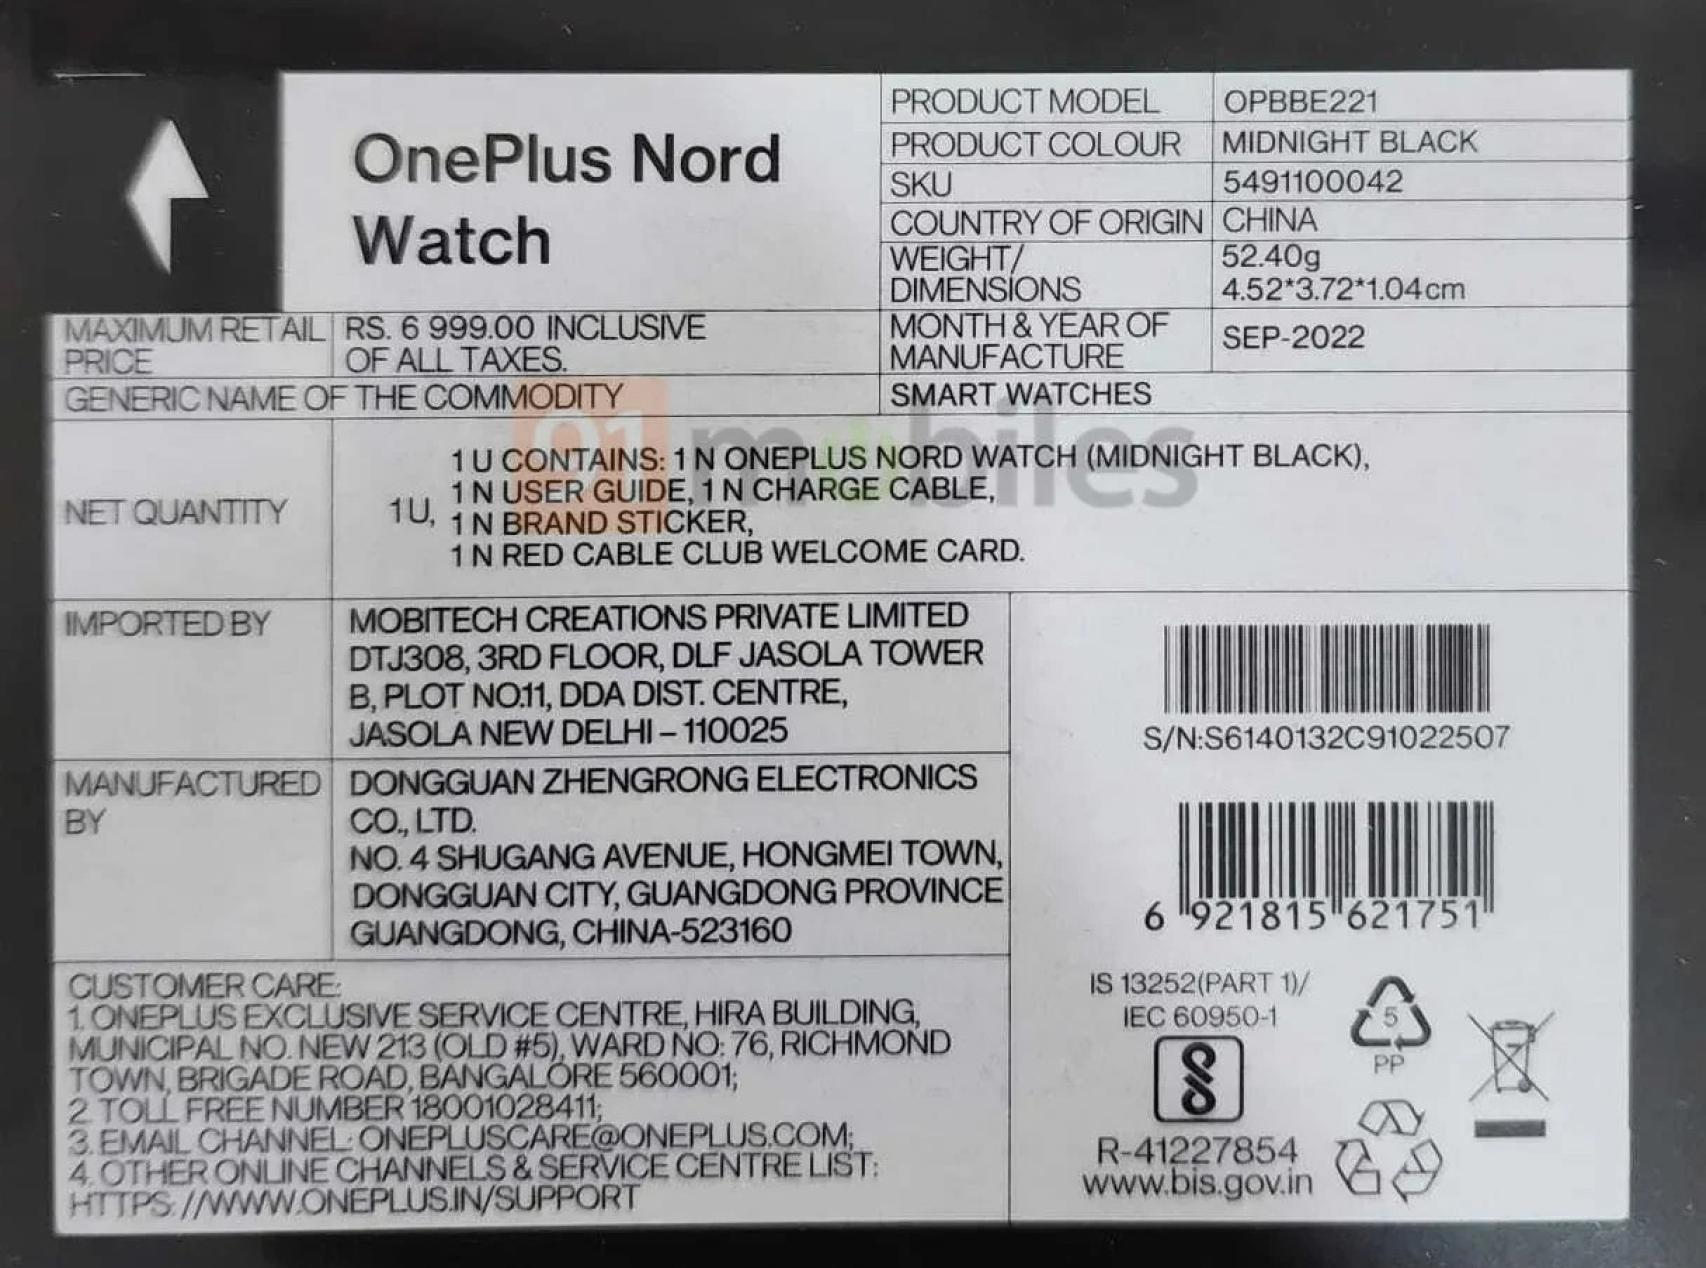 OnePlus Nord
Watch
PRODUCT MODEL OPBBE221
PRODUCT COLOUR MIDNIGHT BLACK
SKU 5491100042
COUNTRY OF ORIGIN CHINA
WEIGHT/ 52.40g
DIMENSIONS 4.52*3.72*1.04cm
MAXIMUM RETAIL PRICE RS. 6 999.00 INCLUSIVE
OF ALL TAXES.
MONTH & YEAR OF
MANUFACTURE SEP-2022
GENERIC NAME OF THE COMMODITY SMART WATCHES
01mobiles
NET QUANTITY 1U,
1 U CONTAINS: 1 N ONEPLUS NORD WATCH (MIDNIGHT BLACK),
1 N USER GUIDE, 1 N CHARGE CABLE,
1 N BRAND STICKER,
1 N RED CABLE CLUB WELCOME CARD.
IMPORTED BY
MOBITECH CREATIONS PRIVATE LIMITED
DTJ308, 3RD FLOOR, DLF JASOLA TOWER
B, PLOT NO.11, DDA DIST. CENTRE,
JASOLA NEW DELHI – 110025
MANUFACTURED
BY
DONGGUAN ZHENGRONG ELECTRONICS
CO., LTD.
NO. 4 SHUGANG AVENUE, HONGMEI TOWN,
DONGGUAN CITY, GUANGDONG PROVINCE
GUANGDONG, CHINA-523160
CUSTOMER CARE:
1. ONEPLUS EXCLUSIVE SERVICE CENTRE, HIRA BUILDING,
MUNICIPAL NO. NEW 213 (OLD #5), WARD NO: 76, RICHMOND
TOWN, BRIGADE ROAD, BANGALORE 560001;
2. TOLL FREE NUMBER 18001028411;
3. EMAIL CHANNEL: ONEPLUSCARE@ONEPLUS.COM;
4. OTHER ONLINE CHANNELS & SERVICE CENTRE LIST:
HTTPS://WWW.ONEPLUS.IN/SUPPORT
S/N:S6140132C91022507
6 921815 621751
IS 13252(PART 1)/
IEC 60950-1
R-41227854
www.bis.gov.in
5
PP